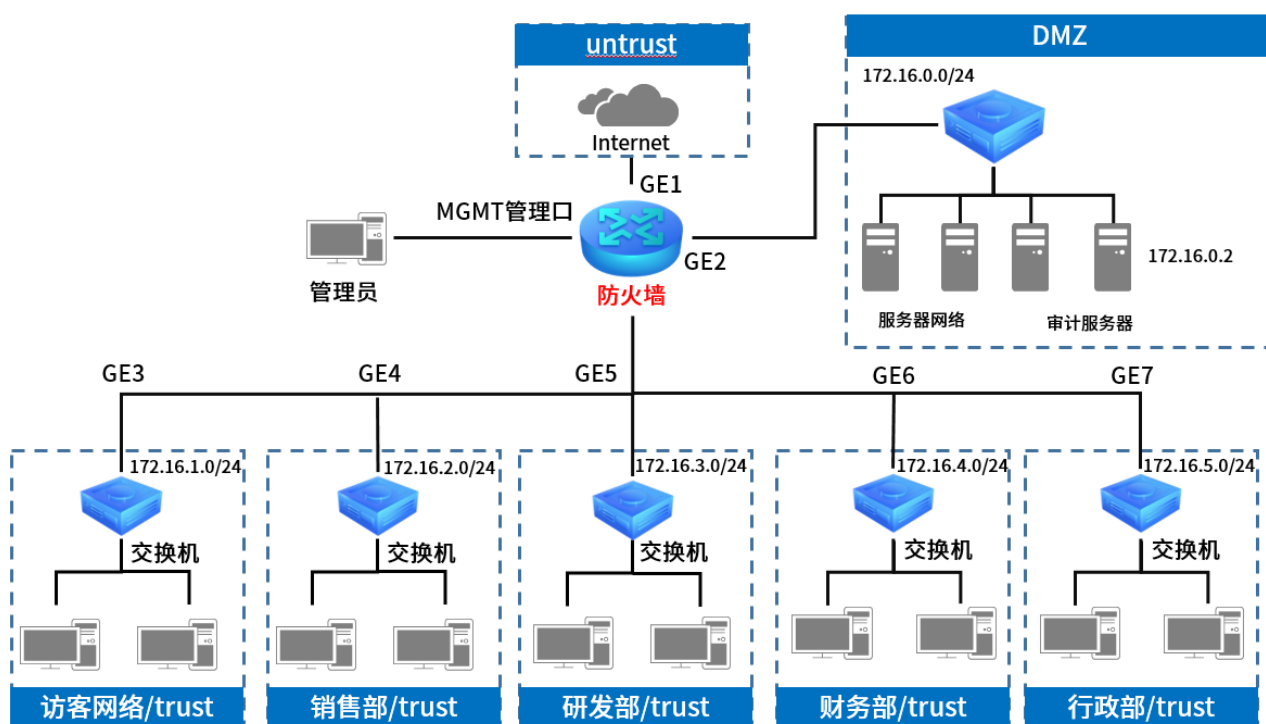 untrust
DMZ
172.16.0.0/24
Internet
GE1
MGMT管理口
GE2
172.16.0.2
管理员
防火墙
服务器网络
审计服务器
GE3
GE4
GE5
GE6
GE7
172.16.1.0/24
172.16.2.0/24
172.16.3.0/24
172.16.4.0/24
172.16.5.0/24
交换机
交换机
交换机
交换机
交换机
访客网络/trust
销售部/trust
研发部/trust
财务部/trust
行政部/trust